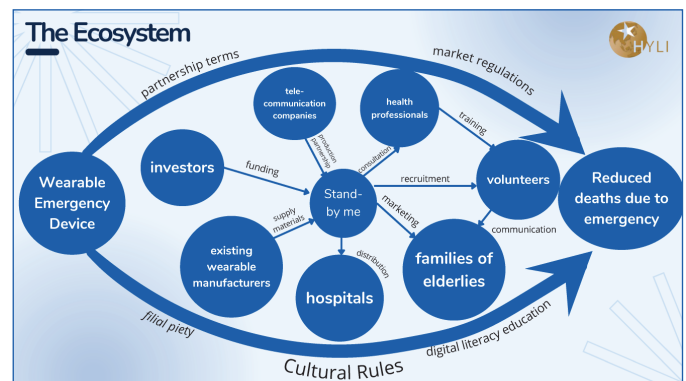 The Ecosystem
HYLI
partnership terms
market regulations
tele-
communication
companies
health
professionals
production
partnership
consultation
training
investors
funding
Wearable
Emergency
Device
Stand-
by me
recruitment
volunteers
Reduced
deaths due to
emergency
supply
materials
marketing
communication
existing
wearable
manufacturers
distribution
families of
elderlies
hospitals
filial piety
digital literacy education
Cultural Rules